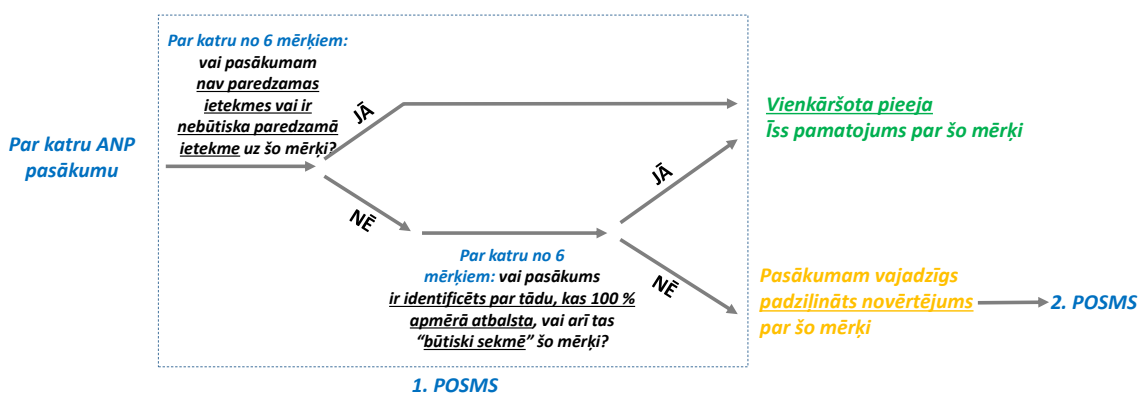 Par katru ANP
pasākumu
Par katru no 6 mērķiem:
vai pasākumam
nav paredzamas
ietekmes vai ir
nebūtiska paredzamā
ietekme uz šo mērķi?
JĀ
NĒ
Par katru no 6
mērķiem: vai pasākums
ir identificēts par tādu, kas 100 %
apmērā atbalsta, vai arī tas
“būtiski sekmē” šo mērķi?
JĀ
NĒ
Vienkāršota pieeja
Īss pamatojums par šo mērķi
Pasākumam vajadzīgs
padziļināts novērtējums
par šo mērķi
2. POSMS
1. POSMS